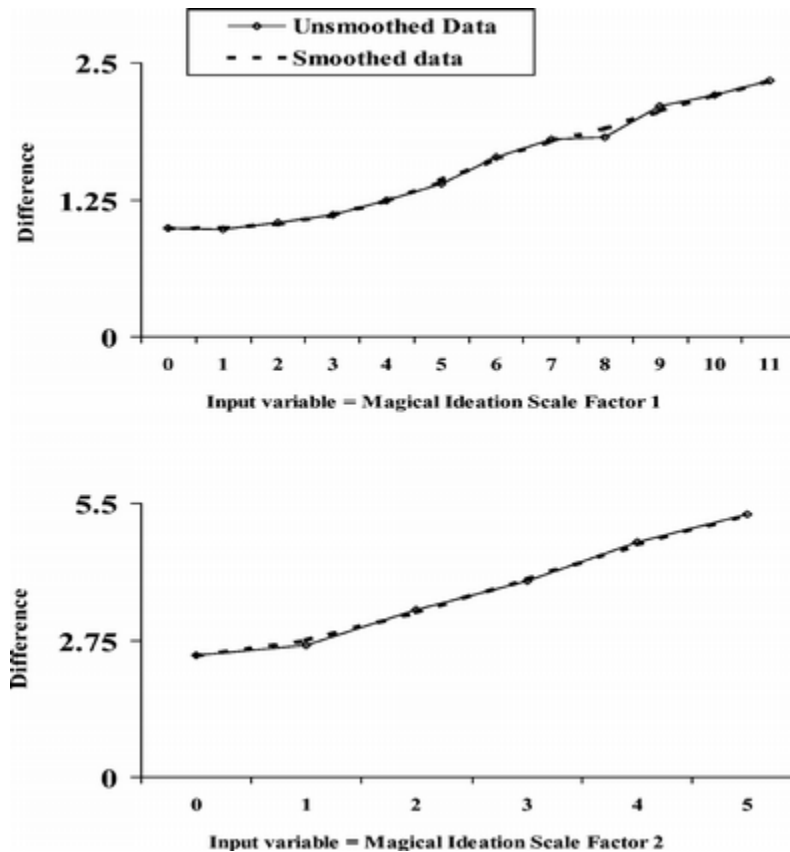 Unsmoothed Data
Smoothed data
2.5
1.25
0
Difference
0 1 2 3 4 5 6 7 8 9 10 11
Input variable = Magical Ideation Scale Factor 1
5.5
2.75
0
Difference
0 1 2 3 4 5
Input variable = Magical Ideation Scale Factor 2